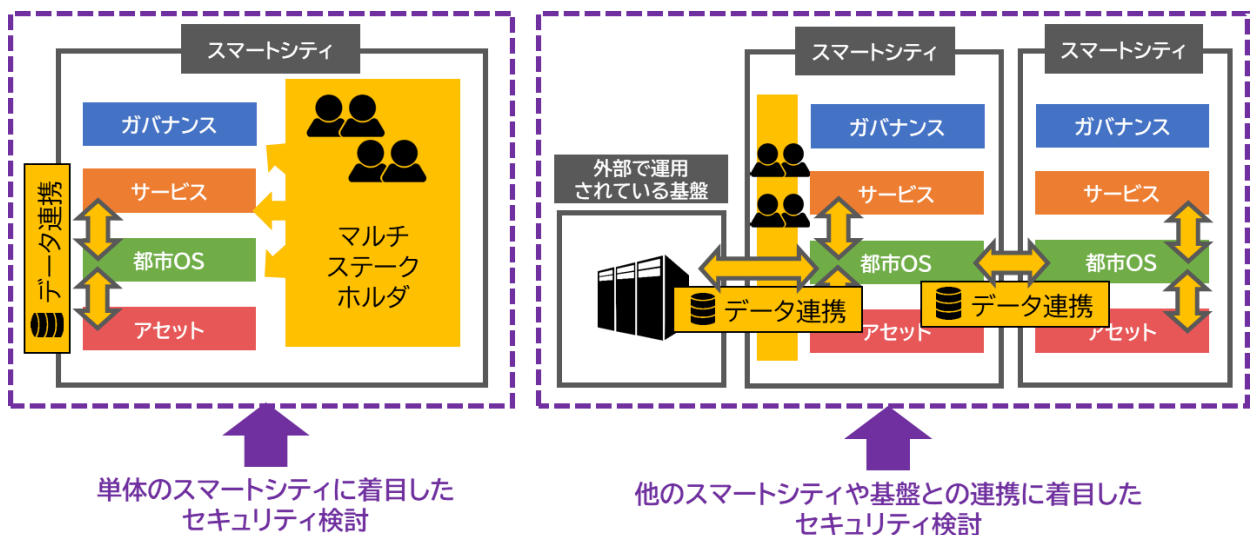 スマートシティ
ガバナンス
サービス
都市OS
アセット
データ連携
マルチ
ステーク
ホルダ
単体のスマートシティに着目した
セキュリティ検討
外部で運用
されている基盤
スマートシティ
ガバナンス
サービス
都市OS
アセット
データ連携
データ連携
スマートシティ
ガバナンス
サービス
都市OS
アセット
他のスマートシティや基盤との連携に着目した
セキュリティ検討